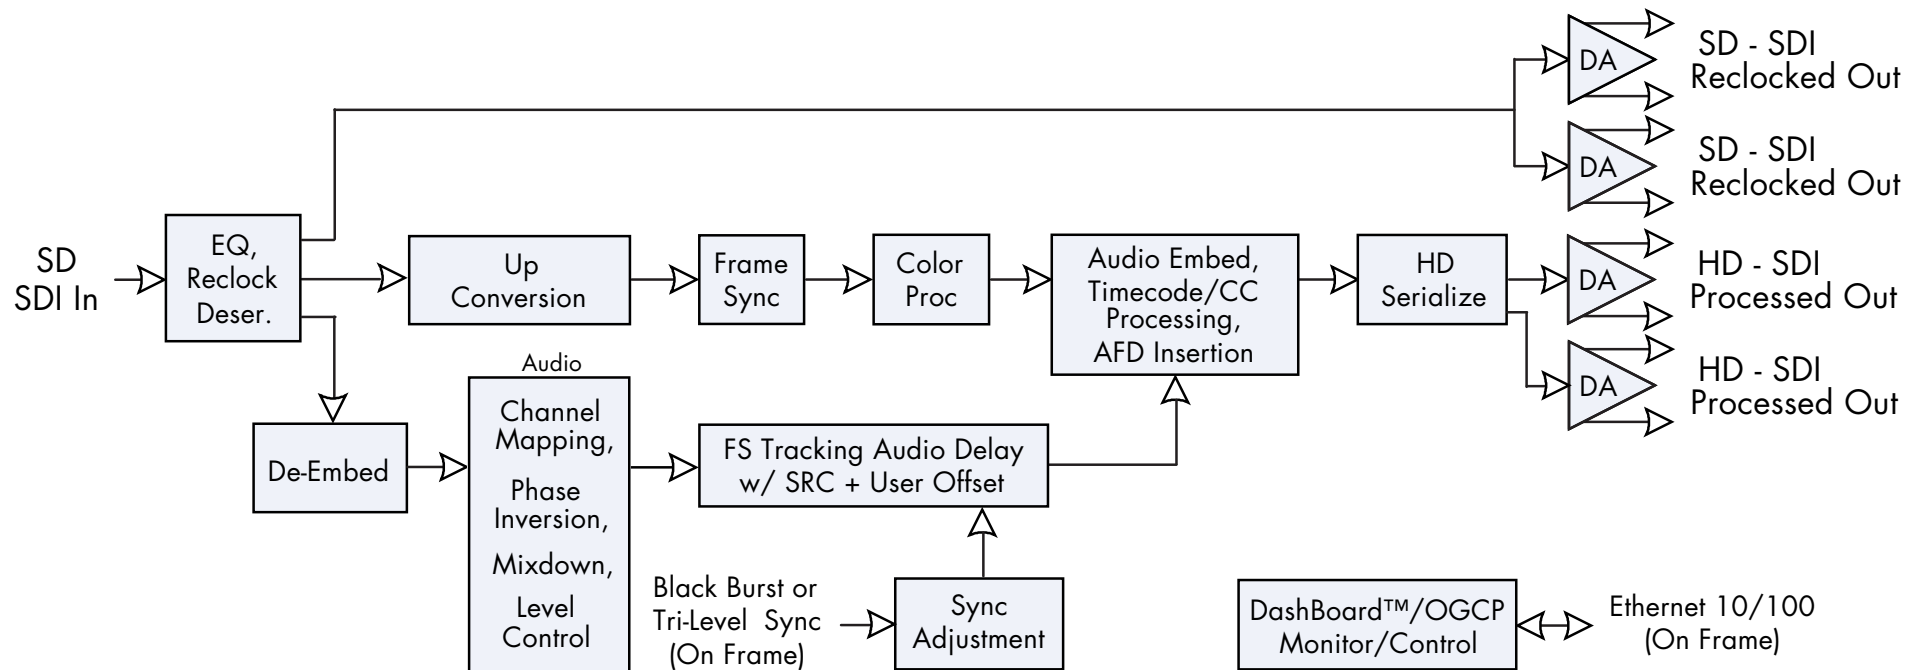 DA
SD - SDI
Reclocked Out
DA
SD - SDI
Reclocked Out
SD
SDI In
EQ,
Reclock
Deser.
Up
Conversion
Frame
Sync
Color
Proc
Audio Embed,
Timecode/CC
Processing,
AFD Insertion
HD
Serialize
DA
HD - SDI
Processed Out
DA
HD - SDI
Processed Out
De-Embed
Audio
Channel
Mapping,
Phase
Inversion,
Mixdown,
Level
Control
FS Tracking Audio Delay
w/ SRC + User Offset
Black Burst or
Tri-Level Sync
(On Frame)
Sync
Adjustment
DashBoard™/OGCP
Monitor/Control
Ethernet 10/100
(On Frame)